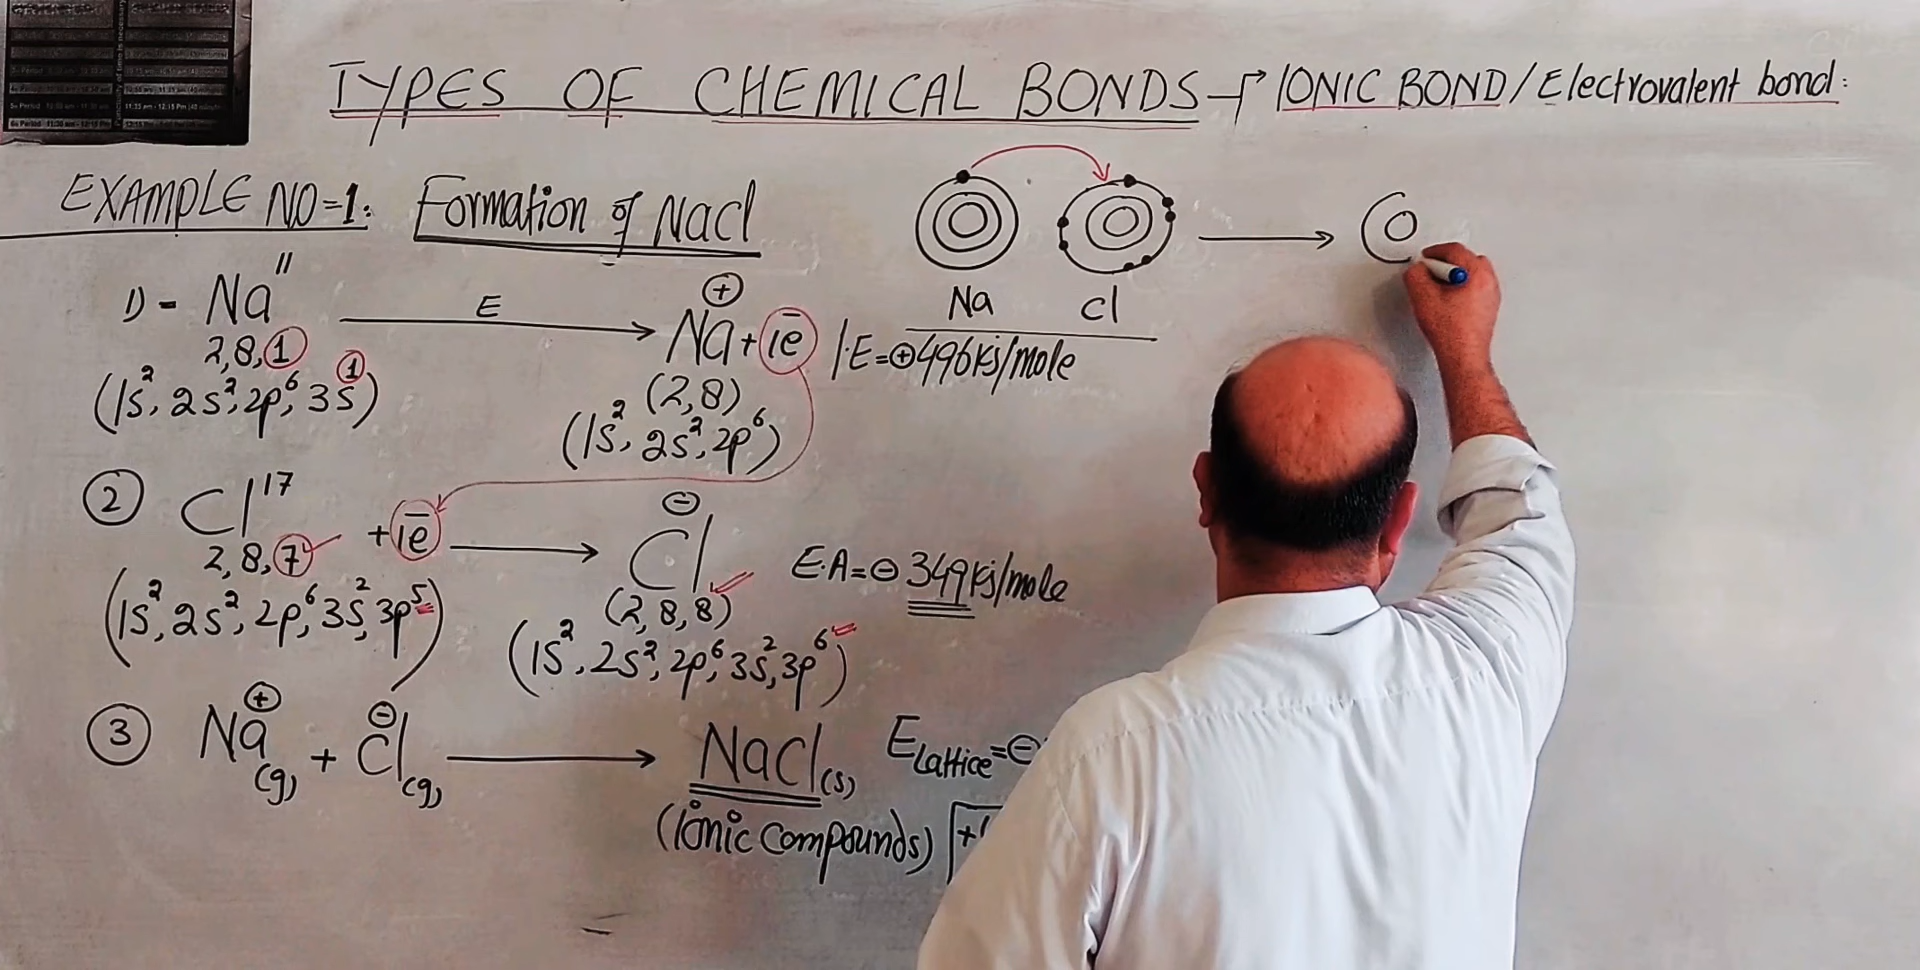 TYPES OF CHEMICAL BONDS → IONIC BOND/Electrovalent bond:
EXAMPLE NO=1: Formation of Nacl
Na Cl
1) - Na¹¹ E → Na⊕ + 1e̅ I.E=⊕496kj/mole
2,8,1 (2,8)
(1s², 2s², 2p⁶, 3s¹) (1s², 2s², 2p⁶)
② Cl¹⁷ + 1e̅ → Cl⊖ E.A=⊖349kj/mole
2,8,7 (2,8,8)
(1s², 2s², 2p⁶, 3s², 3p⁵) (1s², 2s², 2p⁶, 3s², 3p⁶)
③ Na⊕(g) + Cl⊖(g) → NaCl(s) ELattice=⊖
(Ionic compounds)